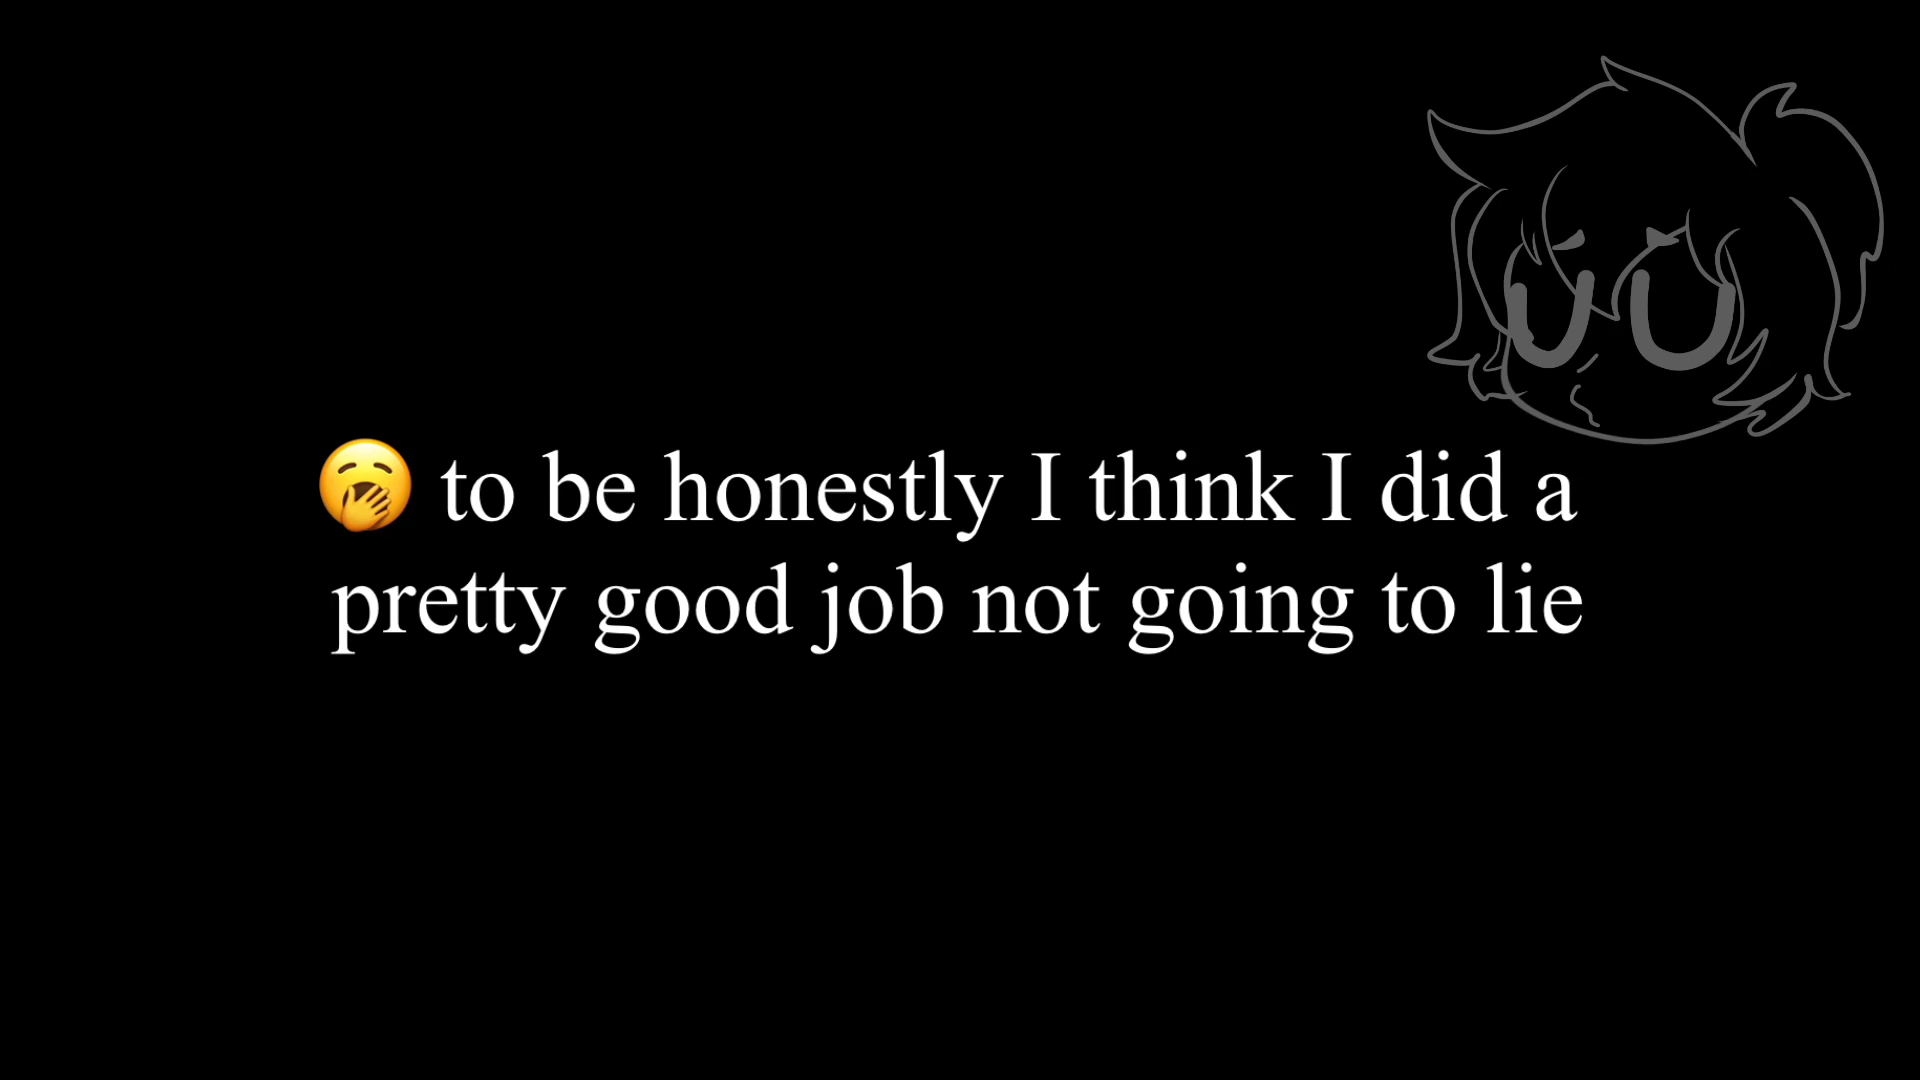 🥱 to be honestly I think I did a
pretty good job not going to lie